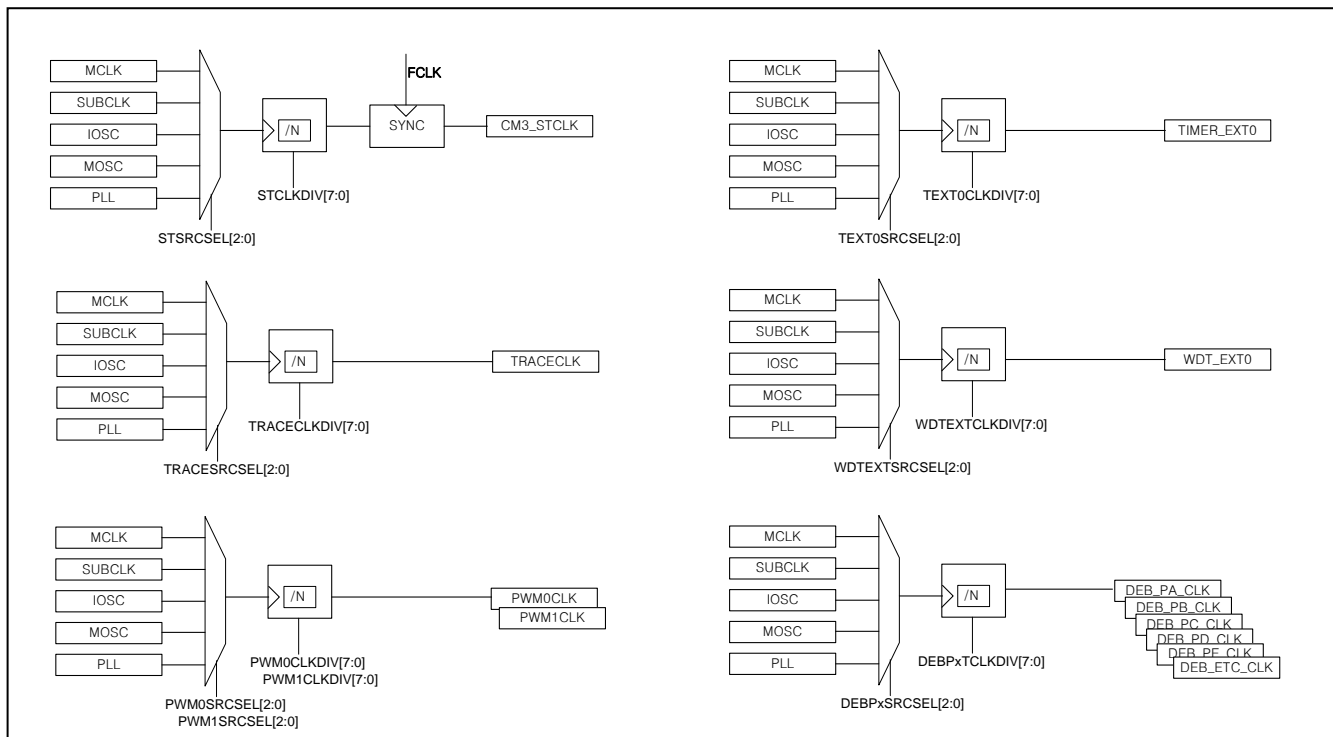 MCLK
SUBCLK
IOSC
MOSC
PLL
STSRCSEL[2:0]
/N
STCLKDIV[7:0]
FCLK
SYNC
CM3_STCLK
MCLK
SUBCLK
IOSC
MOSC
PLL
TEXT0SRCSEL[2:0]
/N
TEXT0CLKDIV[7:0]
TIMER_EXT0
MCLK
SUBCLK
IOSC
MOSC
PLL
TRACESRCSEL[2:0]
/N
TRACECLKDIV[7:0]
TRACECLK
MCLK
SUBCLK
IOSC
MOSC
PLL
WDTEXTSRCSEL[2:0]
/N
WDTEXTCLKDIV[7:0]
WDT_EXT0
MCLK
SUBCLK
IOSC
MOSC
PLL
PWM0SRCSEL[2:0]
PWM1SRCSEL[2:0]
/N
PWM0CLKDIV[7:0]
PWM1CLKDIV[7:0]
PWM0CLK
PWM1CLK
MCLK
SUBCLK
IOSC
MOSC
PLL
DEBPxSRCSEL[2:0]
/N
DEBPxTCLKDIV[7:0]
DEB_PA_CLK
DEB_PB_CLK
DEB_PC_CLK
DEB_PD_CLK
DEB_PE_CLK
DEB_ETC_CLK